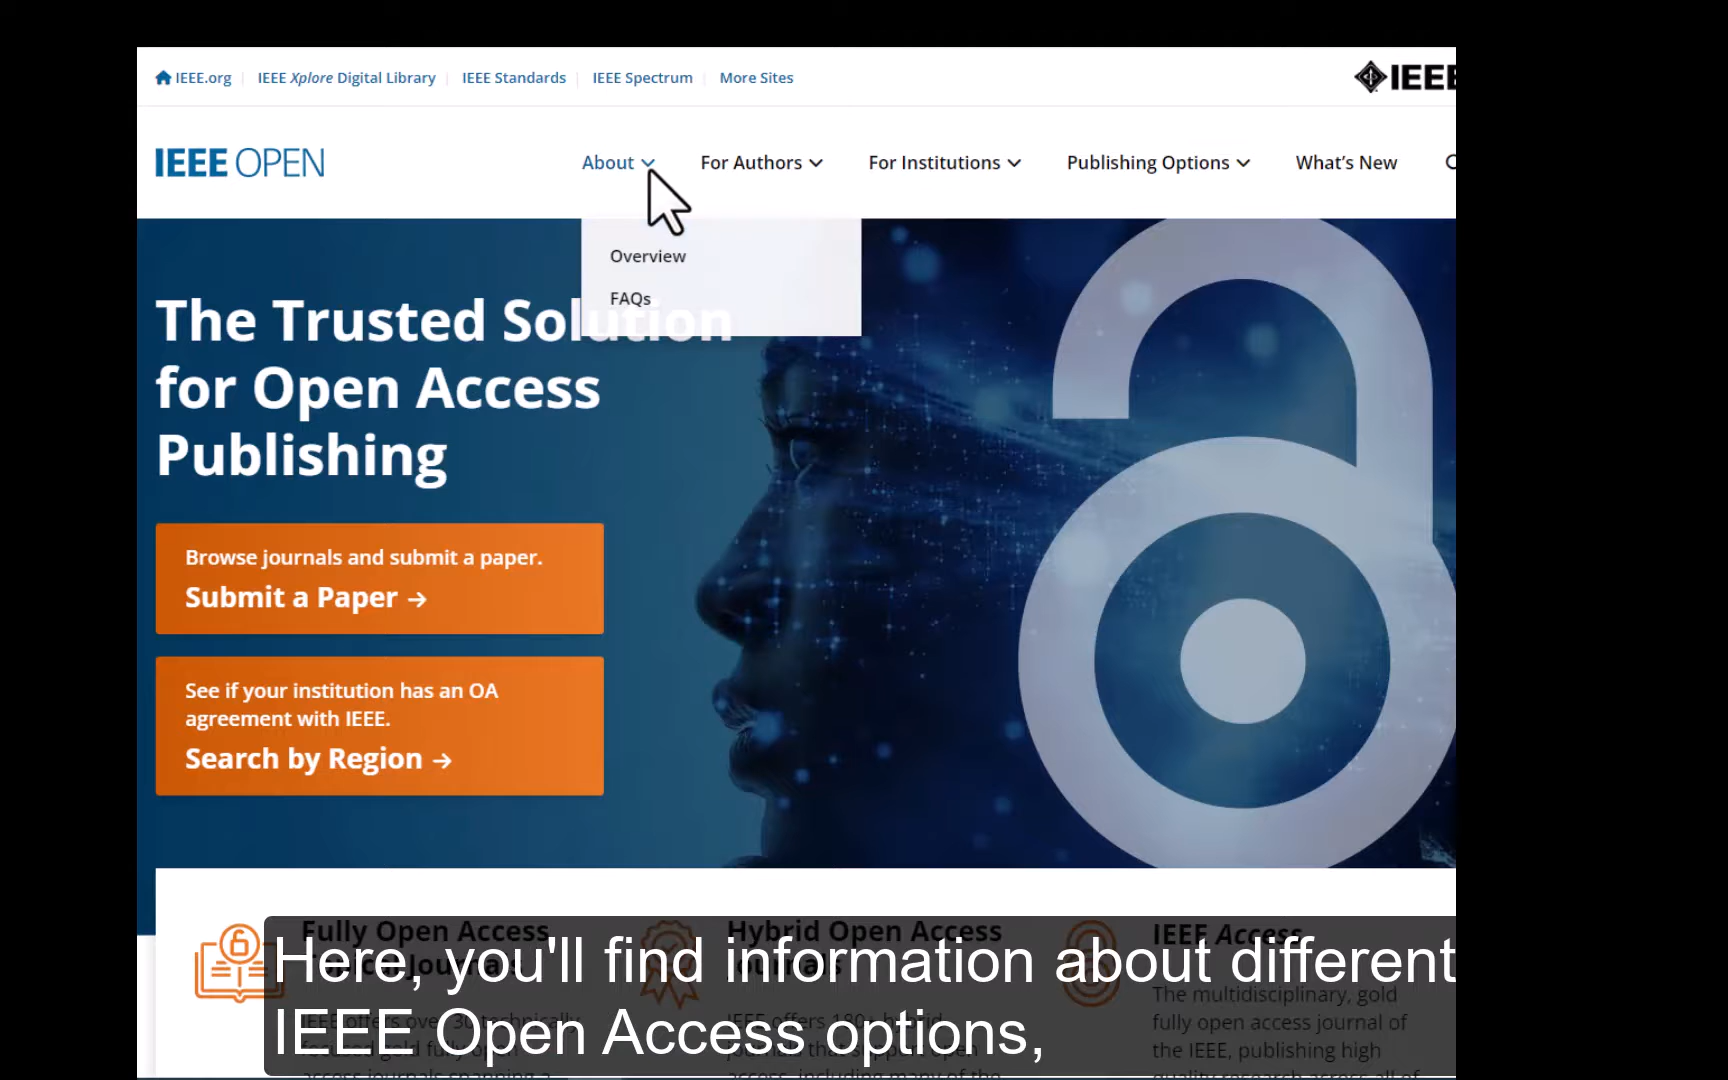 IEEE.org IEEE Xplore Digital Library IEEE Standards IEEE Spectrum More Sites
IEEE
IEEE OPEN
About For Authors For Institutions Publishing Options What's New
Overview
FAQs
The Trusted Solution
for Open Access
Publishing
Browse journals and submit a paper.
Submit a Paper →
See if your institution has an OA
agreement with IEEE.
Search by Region →
Fully Open Access
Hybrid Open Access
IEEE Access
The multidisciplinary, gold
fully open access journal of
the IEEE, publishing high
Here, you'll find information about different
IEEE Open Access options,